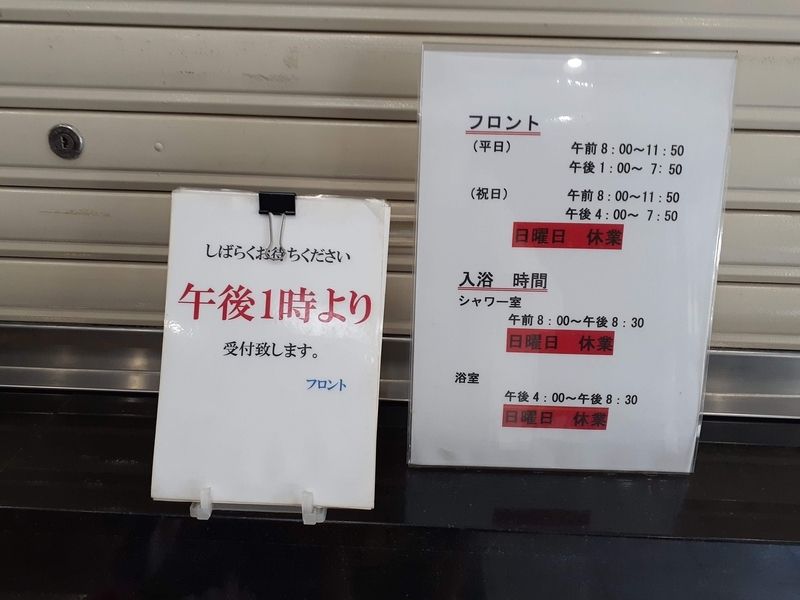 しばらくお待ちください
午後1時より
受付致します。
フロント
フロント
（平日） 午前8：00～11：50
午後1：00～ 7：50
（祝日） 午前8：00～11：50
午後4：00～ 7：50
日曜日 休業
入浴 時間
シャワー室
午前8：00～午後8：30
日曜日 休業
浴室
午後4：00～午後8：30
日曜日 休業